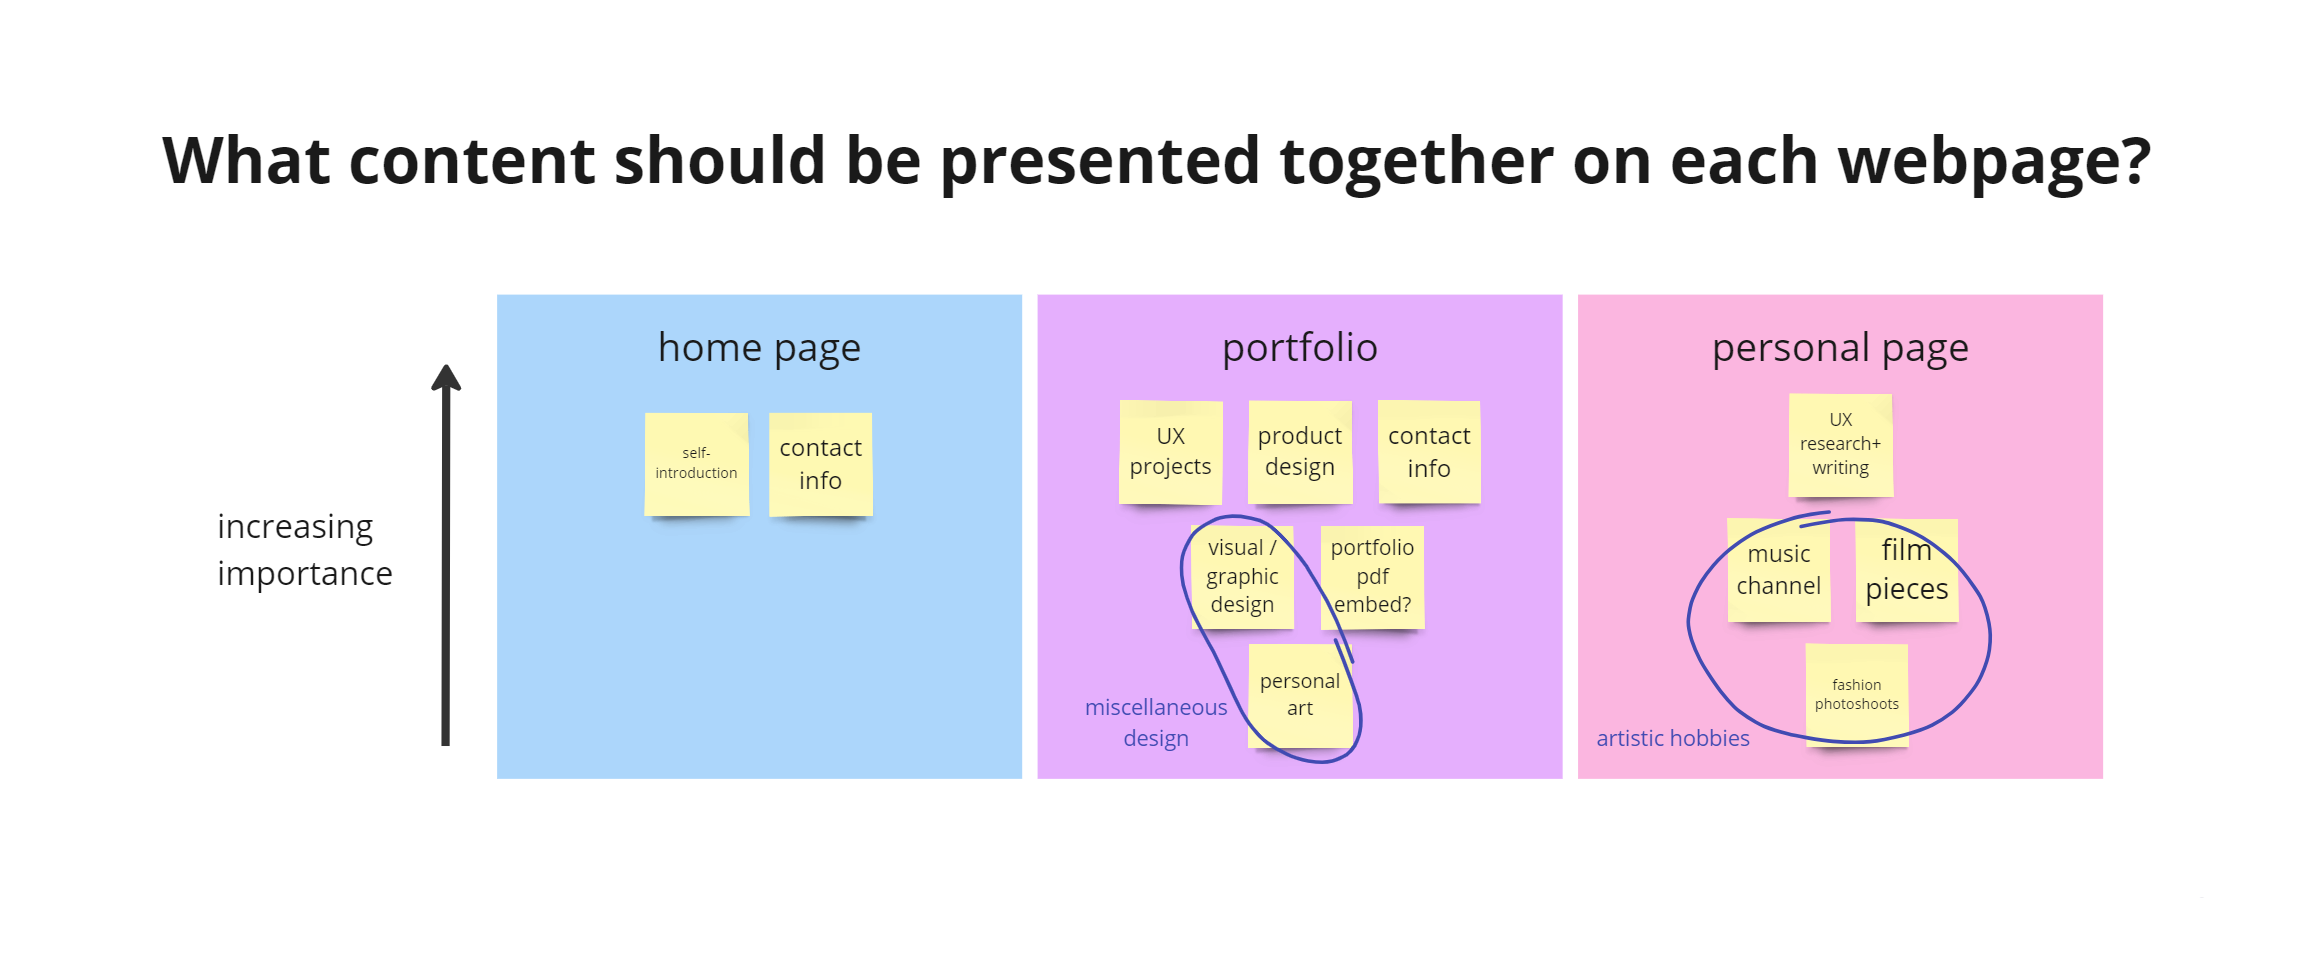 What content should be presented together on each webpage?
increasing
importance
home page
self-
introduction
contact
info
portfolio
UX
projects
product
design
contact
info
visual /
graphic
design
portfolio
pdf
embed?
personal
art
miscellaneous
design
personal page
UX
research+
writing
music
channel
film
pieces
fashion
photoshoots
artistic hobbies